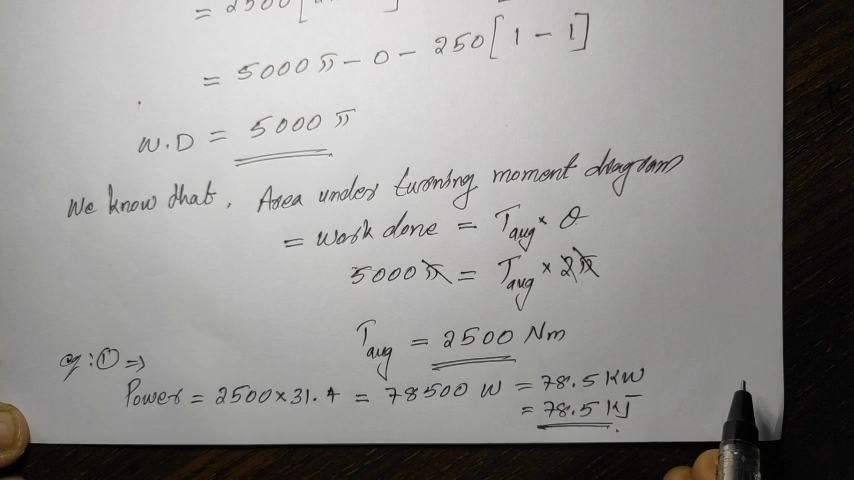 = 2500[
= 5000π - 0 - 250[1 - 1]
W.D = 5000π
We know that, Area under turning moment diagram
= work done = Tavg × θ
5000π = Tavg × 2π
Tavg = 2500 Nm
eq:① ⇒
Power = 2500×31.4 = 78500 W = 78.5 KW
= 78.5 KJ